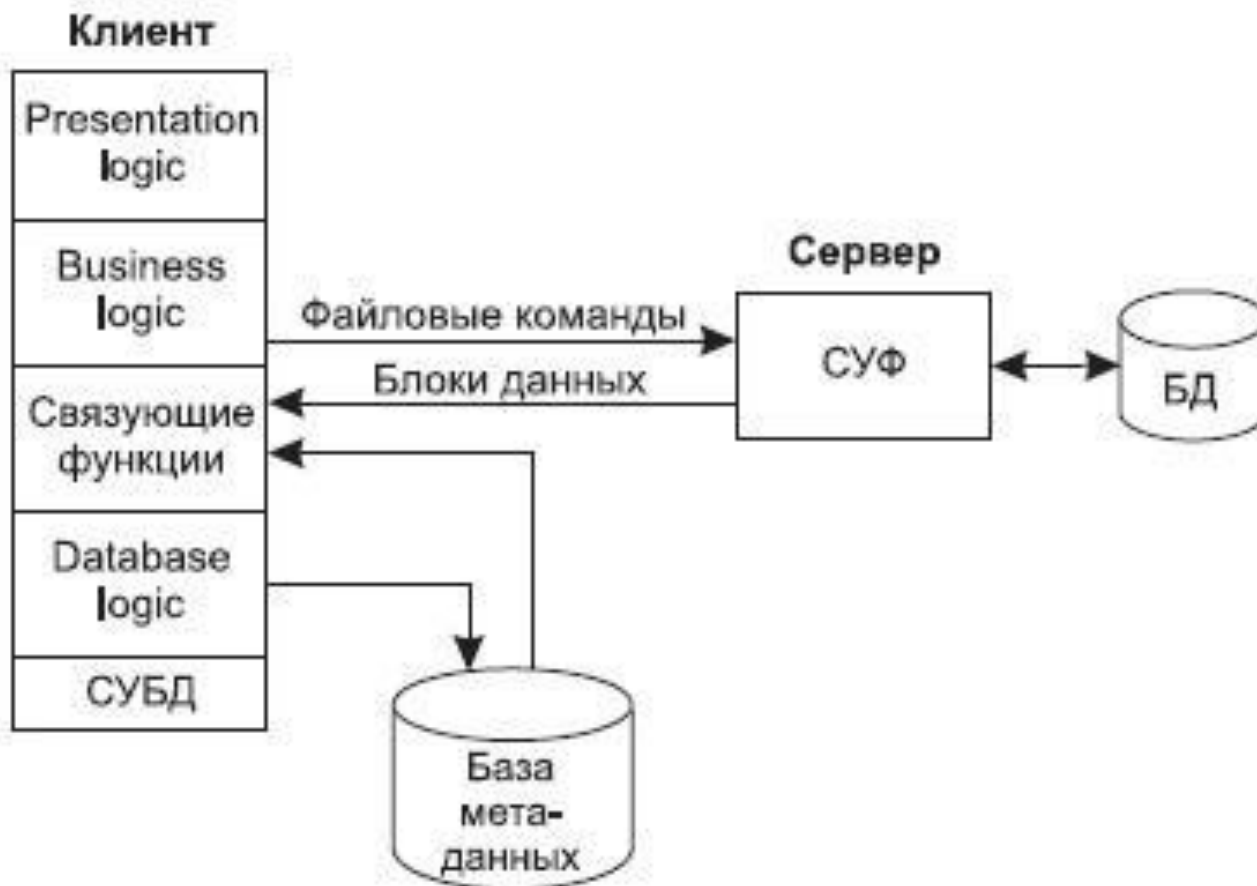 Клиент
Presentation
logic
Business
logic
Связующие
функции
Database
logic
СУБД
Файловые команды
Блоки данных
Сервер
СУФ
БД
База
мета-
данных